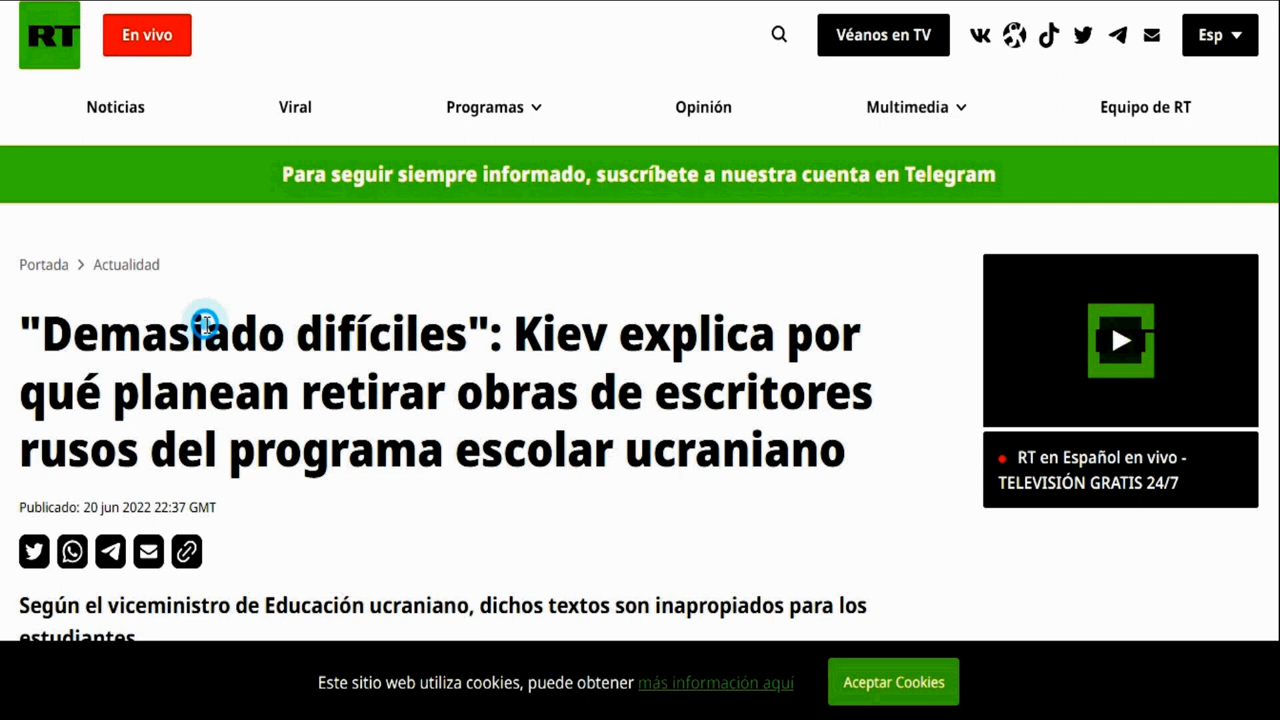 RT
En vivo
Véanos en TV
Esp
Noticias
Viral
Programas
Opinión
Multimedia
Equipo de RT
Para seguir siempre informado, suscríbete a nuestra cuenta en Telegram
Portada > Actualidad
"Demasiado difíciles": Kiev explica por
qué planean retirar obras de escritores
rusos del programa escolar ucraniano
Publicado: 20 jun 2022 22:37 GMT
Según el viceministro de Educación ucraniano, dichos textos son inapropiados para los
estudiantes
RT en Español en vivo -
TELEVISIÓN GRATIS 24/7
Este sitio web utiliza cookies, puede obtener más información aquí
Aceptar Cookies